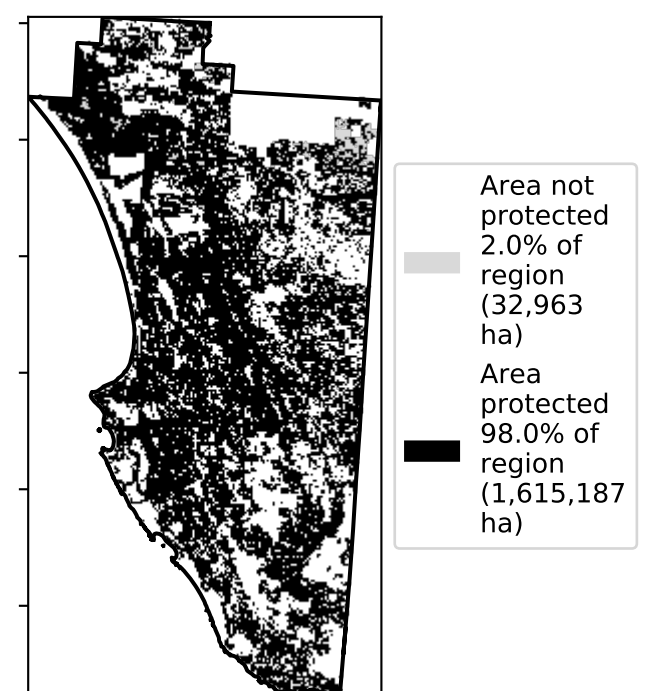 Area not
protected
2.0% of
region
(32,963
ha)
Area
protected
98.0% of
region
(1,615,187
ha)